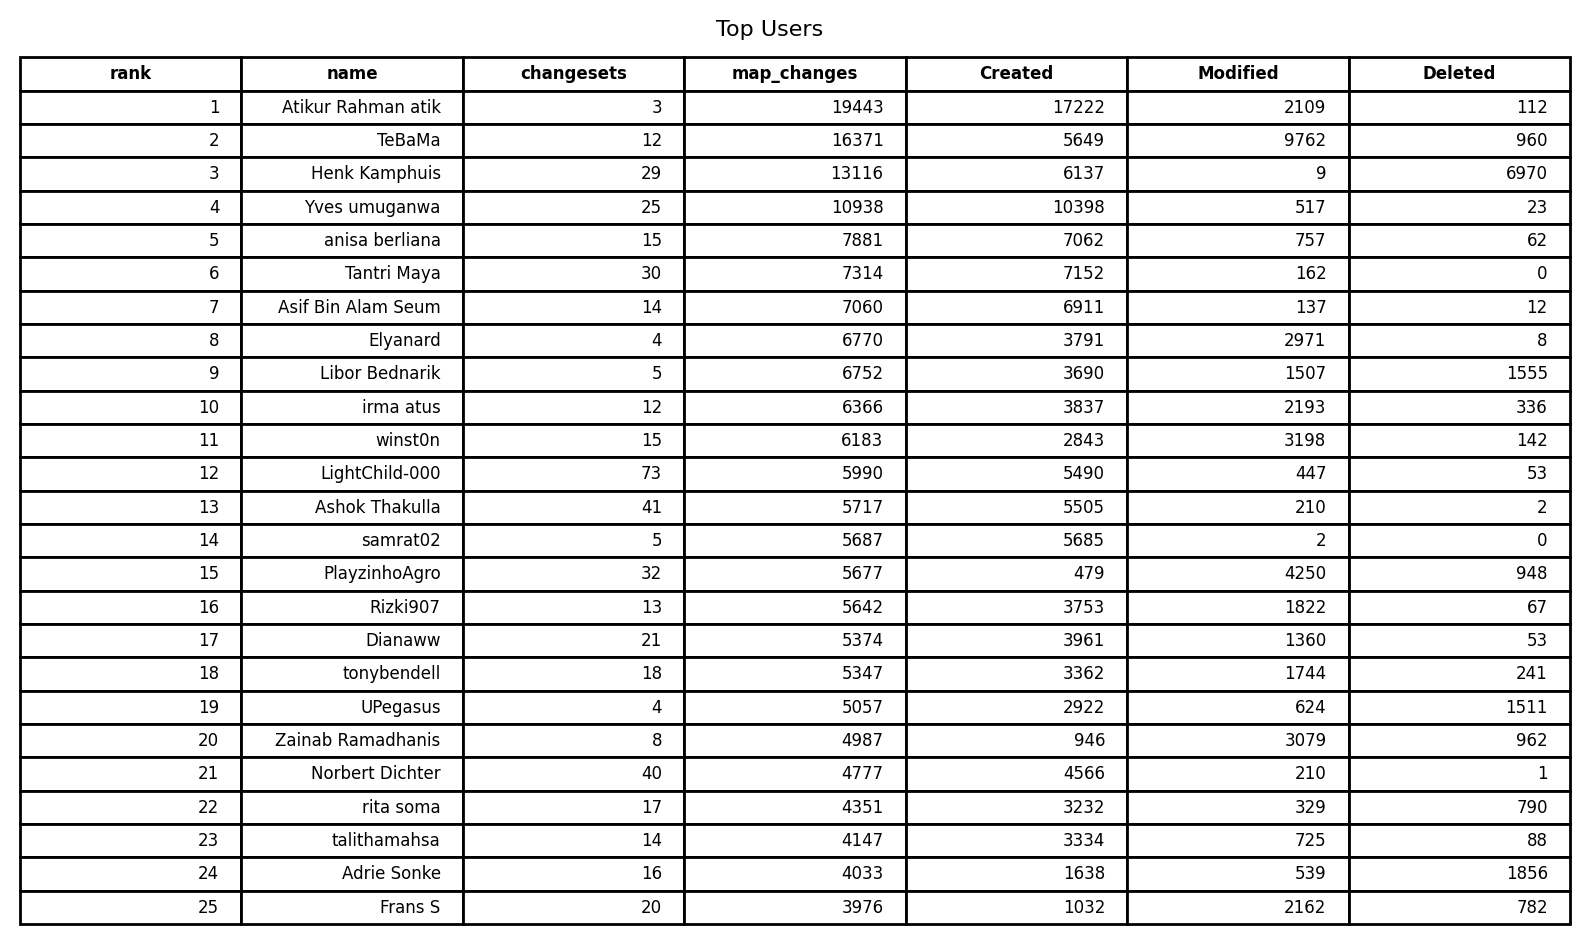 Top Users
rank name changesets map_changes Created Modified Deleted
1 Atikur Rahman atik 3 19443 17222 2109 112
2 TeBaMa 12 16371 5649 9762 960
3 Henk Kamphuis 29 13116 6137 9 6970
4 Yves umuganwa 25 10938 10398 517 23
5 anisa berliana 15 7881 7062 757 62
6 Tantri Maya 30 7314 7152 162 0
7 Asif Bin Alam Seum 14 7060 6911 137 12
8 Elyanard 4 6770 3791 2971 8
9 Libor Bednarik 5 6752 3690 1507 1555
10 irma atus 12 6366 3837 2193 336
11 winst0n 15 6183 2843 3198 142
12 LightChild-000 73 5990 5490 447 53
13 Ashok Thakulla 41 5717 5505 210 2
14 samrat02 5 5687 5685 2 0
15 PlayzinhoAgro 32 5677 479 4250 948
16 Rizki907 13 5642 3753 1822 67
17 Dianaww 21 5374 3961 1360 53
18 tonybendell 18 5347 3362 1744 241
19 UPegasus 4 5057 2922 624 1511
20 Zainab Ramadhanis 8 4987 946 3079 962
21 Norbert Dichter 40 4777 4566 210 1
22 rita soma 17 4351 3232 329 790
23 talithamahsa 14 4147 3334 725 88
24 Adrie Sonke 16 4033 1638 539 1856
25 Frans S 20 3976 1032 2162 782